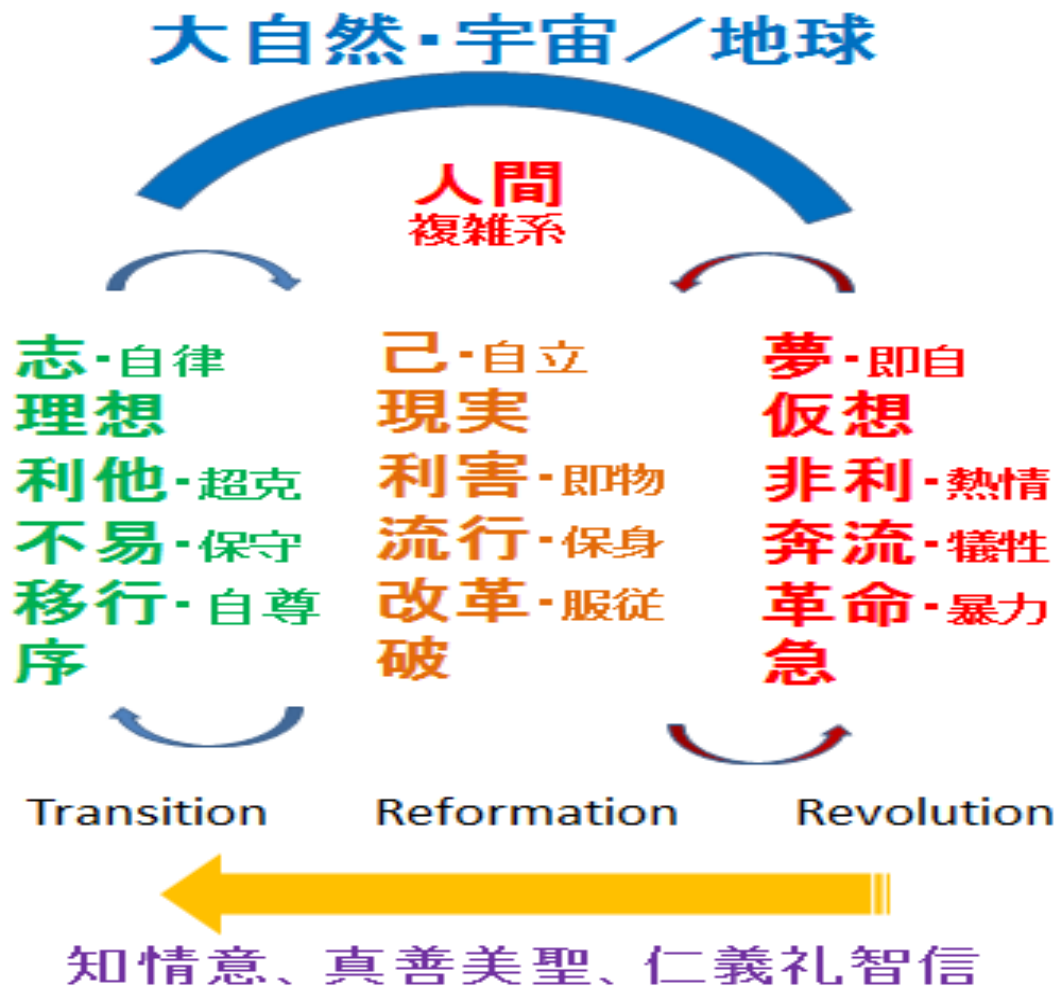 大自然・宇宙／地球
人間
複雑系
志・自律
理想
利他・超克
不易・保守
移行・自尊
序
己・自立
現実
利害・即物
流行・保身
改革・服従
破
夢・即自
仮想
非利・熱情
奔流・犠牲
革命・暴力
急
Transition
Reformation
Revolution
知情意、真善美聖、仁義礼智信